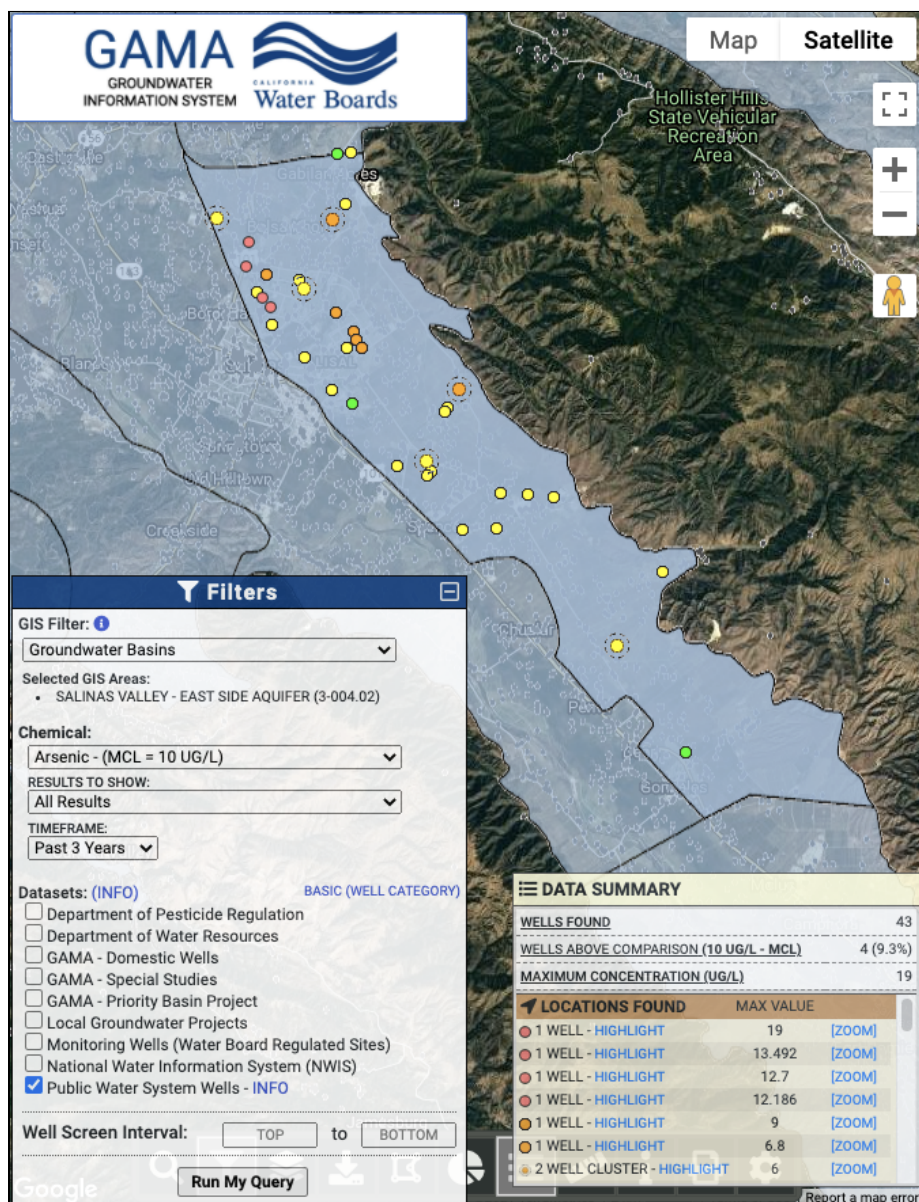 GAMA
GROUNDWATER
INFORMATION SYSTEM
CALIFORNIA
Water Boards
Map
Satellite
Hollister Hills
State Vehicular
Recreation
Area
Gabilan Acres
183
Boronda
Spreckels
Creekside
Chualar
Gonzales
Filters
GIS Filter:
Groundwater Basins
Selected GIS Areas:
• SALINAS VALLEY - EAST SIDE AQUIFER (3-004.02)
Chemical:
Arsenic - (MCL = 10 UG/L)
RESULTS TO SHOW:
All Results
TIMEFRAME:
Past 3 Years
Datasets: (INFO) BASIC (WELL CATEGORY)
Department of Pesticide Regulation
Department of Water Resources
GAMA - Domestic Wells
GAMA - Special Studies
GAMA - Priority Basin Project
Local Groundwater Projects
Monitoring Wells (Water Board Regulated Sites)
National Water Information System (NWIS)
Public Water System Wells - INFO
Well Screen Interval: TOP to BOTTOM
Run My Query
Google
DATA SUMMARY
WELLS FOUND 43
WELLS ABOVE COMPARISON (10 UG/L - MCL) 4 (9.3%)
MAXIMUM CONCENTRATION (UG/L) 19
LOCATIONS FOUND MAX VALUE
1 WELL - HIGHLIGHT 19 [ZOOM]
1 WELL - HIGHLIGHT 13.492 [ZOOM]
1 WELL - HIGHLIGHT 12.7 [ZOOM]
1 WELL - HIGHLIGHT 12.186 [ZOOM]
1 WELL - HIGHLIGHT 9 [ZOOM]
1 WELL - HIGHLIGHT 6.8 [ZOOM]
2 WELL CLUSTER - HIGHLIGHT 6 [ZOOM]
Report a map error